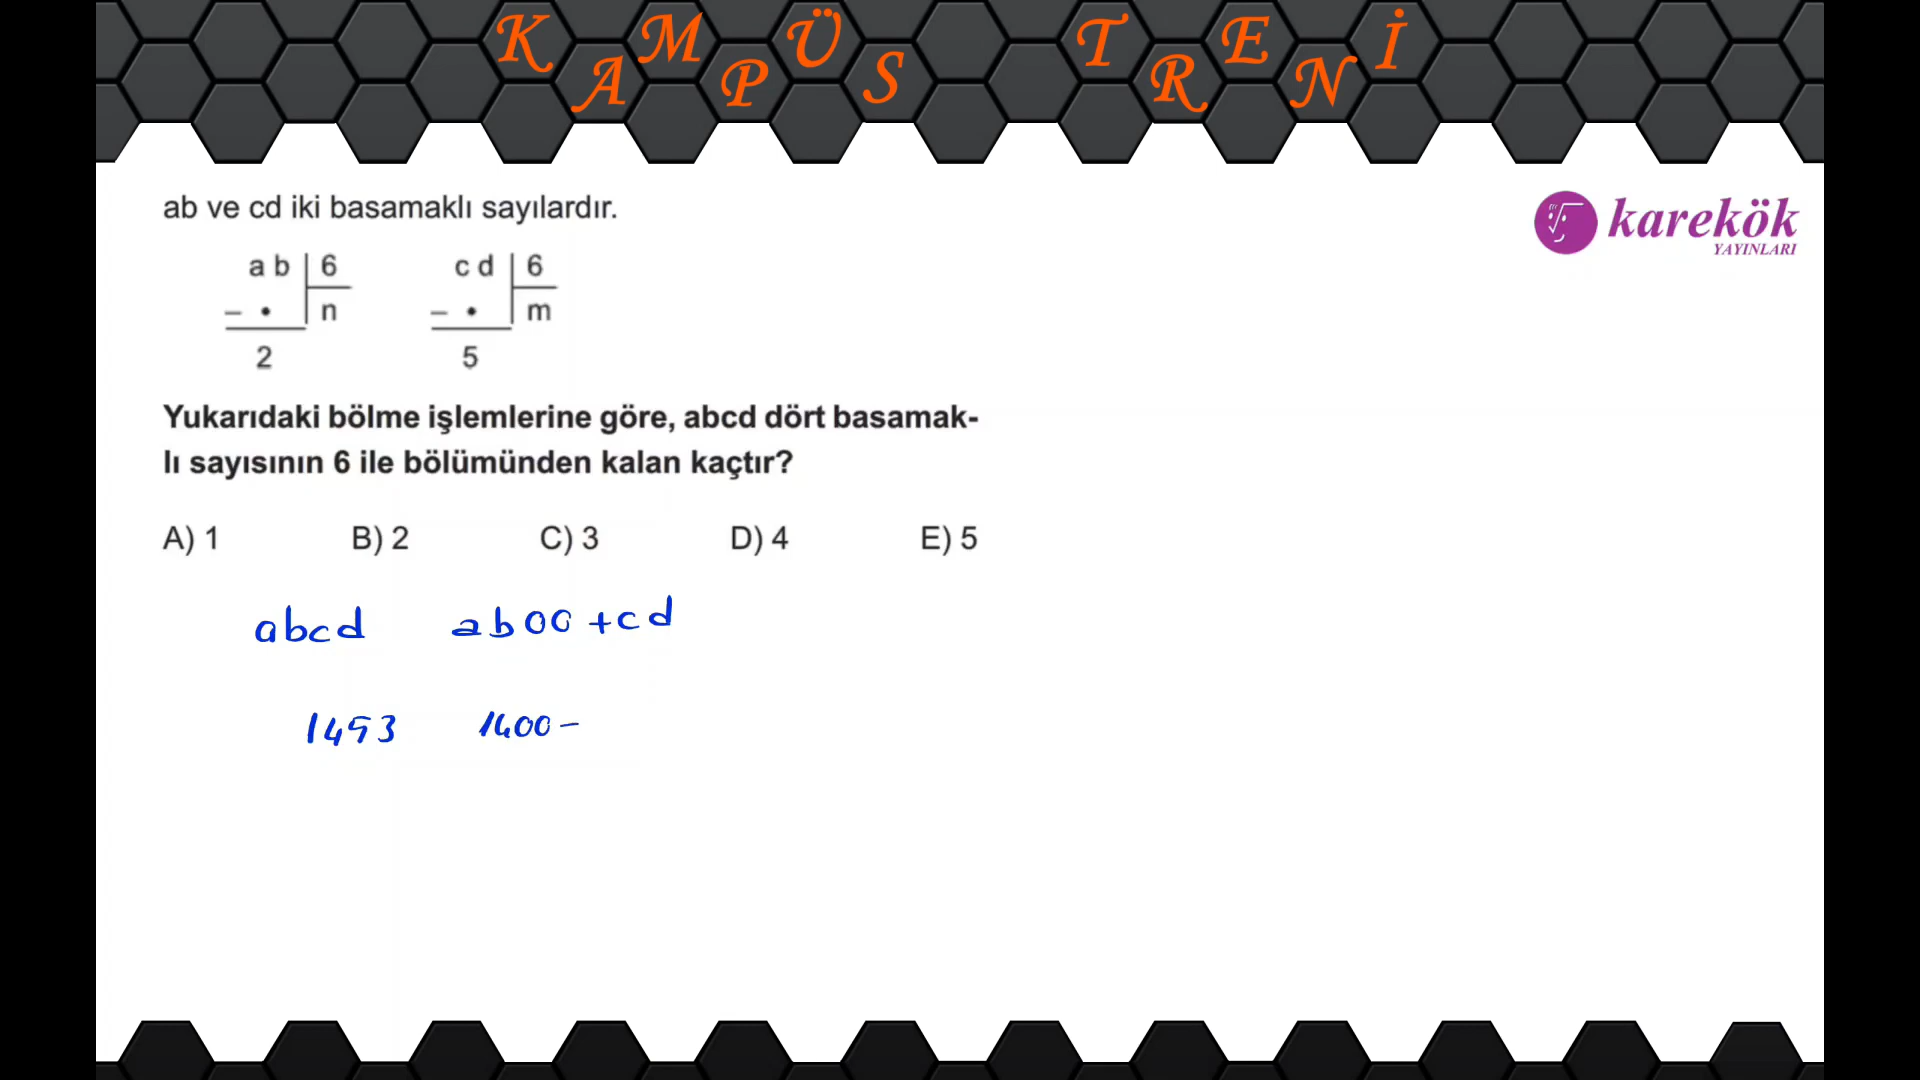 KAMPÜS TRENİ
karekök
YAYINLARI
ab ve cd iki basamaklı sayılardır.
a b | 6 c d | 6
– • | n – • | m
2 5
Yukarıdaki bölme işlemlerine göre, abcd dört basamak-
lı sayısının 6 ile bölümünden kalan kaçtır?
A) 1 B) 2 C) 3 D) 4 E) 5
abcd ab00 + cd
1453 1400 –